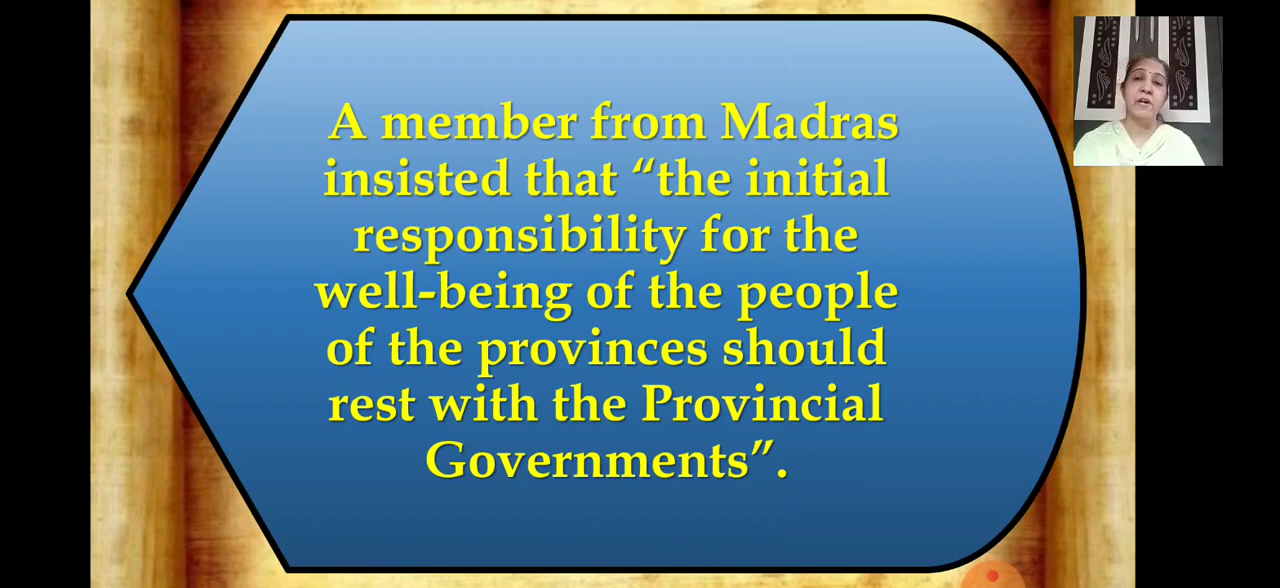 A member from Madras
insisted that “the initial
responsibility for the
well-being of the people
of the provinces should
rest with the Provincial
Governments”.